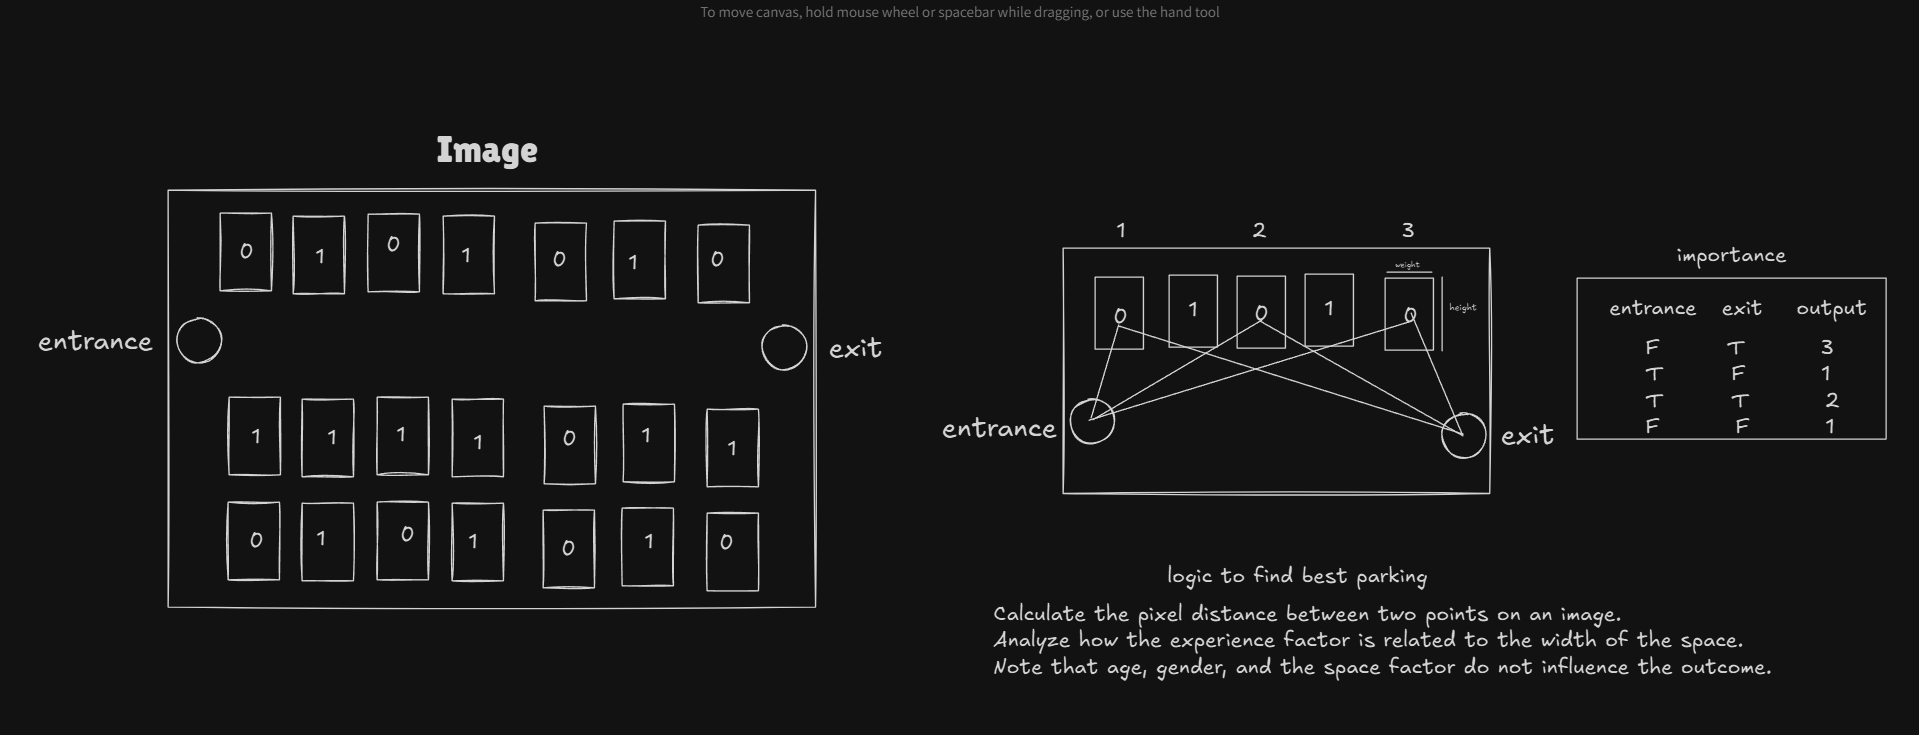 To move canvas, hold mouse wheel or spacebar while dragging, or use the hand tool
Image
0 1 0 1 0 1 0
entrance exit
1 1 1 1 0 1 1
0 1 0 1 0 1 0
1 2 3
weight
height
0 1 0 1 0
entrance exit
importance
entrance exit output
F T 3
T F 1
T T 2
F F 1
logic to find best parking
Calculate the pixel distance between two points on an image.
Analyze how the experience factor is related to the width of the space.
Note that age, gender, and the space factor do not influence the outcome.